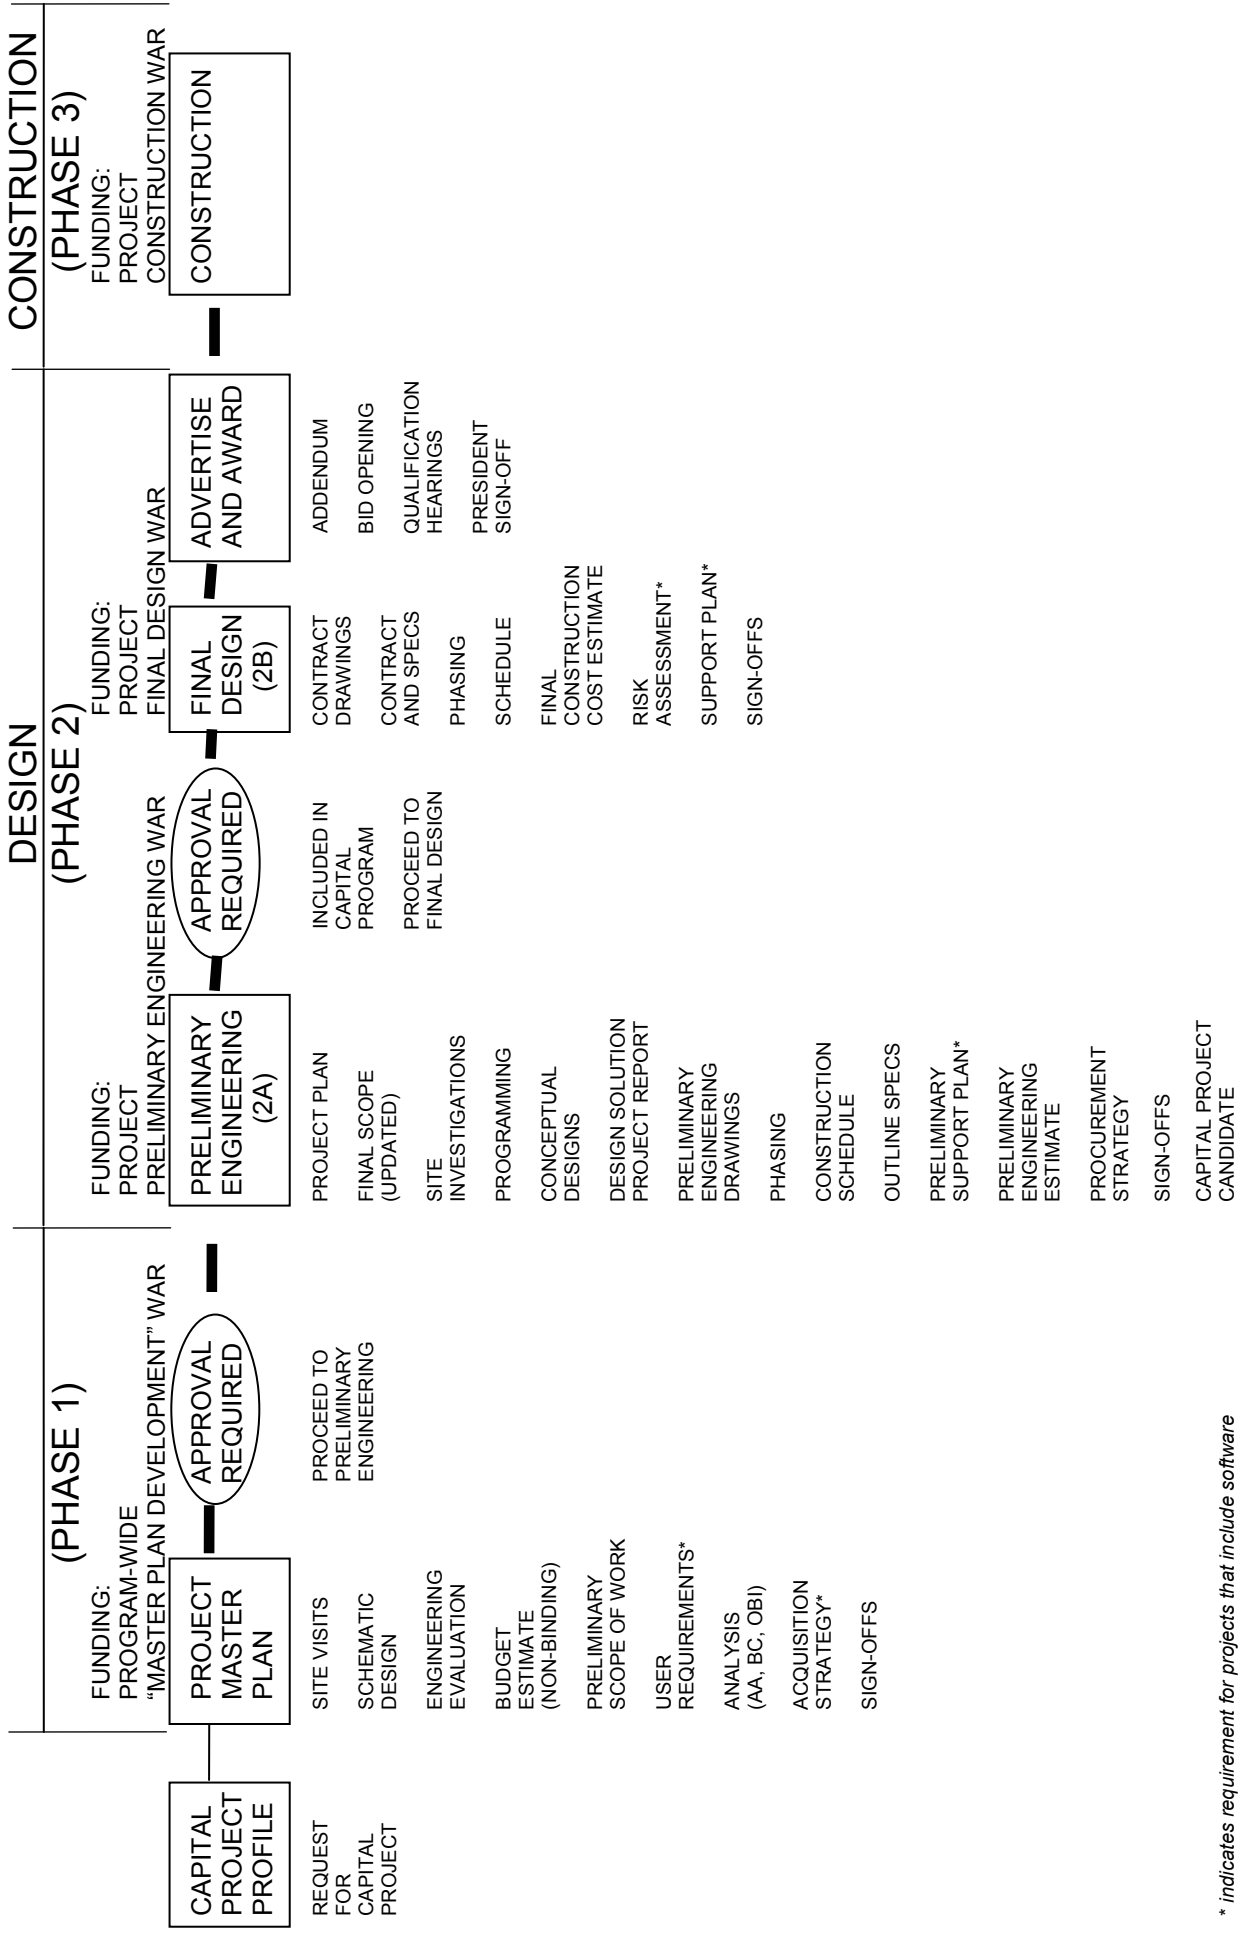 DESIGN
CONSTRUCTION
(PHASE 1)
(PHASE 2)
(PHASE 3)
FUNDING:
PROGRAM-WIDE
“MASTER PLAN DEVELOPMENT” WAR
FUNDING:
PROJECT
PRELIMINARY ENGINEERING WAR
FUNDING:
PROJECT
FINAL DESIGN WAR
FUNDING:
PROJECT
CONSTRUCTION WAR
CAPITAL
PROJECT
PROFILE
REQUEST
FOR
CAPITAL
PROJECT
PROJECT
MASTER
PLAN
SITE VISITS
SCHEMATIC
DESIGN
ENGINEERING
EVALUATION
BUDGET
ESTIMATE
(NON-BINDING)
PRELIMINARY
SCOPE OF WORK
USER
REQUIREMENTS*
ANALYSIS
(AA, BC, OBI)
ACQUISITION
STRATEGY*
SIGN-OFFS
APPROVAL
REQUIRED
PROCEED TO
PRELIMINARY
ENGINEERING
PRELIMINARY
ENGINEERING
(2A)
PROJECT PLAN
FINAL SCOPE
(UPDATED)
SITE
INVESTIGATIONS
PROGRAMMING
CONCEPTUAL
DESIGNS
DESIGN SOLUTION
PROJECT REPORT
PRELIMINARY
ENGINEERING
DRAWINGS
PHASING
CONSTRUCTION
SCHEDULE
OUTLINE SPECS
PRELIMINARY
SUPPORT PLAN*
PRELIMINARY
ENGINEERING
ESTIMATE
PROCUREMENT
STRATEGY
SIGN-OFFS
CAPITAL PROJECT
CANDIDATE
APPROVAL
REQUIRED
INCLUDED IN
CAPITAL
PROGRAM
PROCEED TO
FINAL DESIGN
FINAL
DESIGN
(2B)
CONTRACT
DRAWINGS
CONTRACT
AND SPECS
PHASING
SCHEDULE
FINAL
CONSTRUCTION
COST ESTIMATE
RISK
ASSESSMENT*
SUPPORT PLAN*
SIGN-OFFS
ADVERTISE
AND AWARD
ADDENDUM
BID OPENING
QUALIFICATION
HEARINGS
PRESIDENT
SIGN-OFF
CONSTRUCTION
* indicates requirement for projects that include software